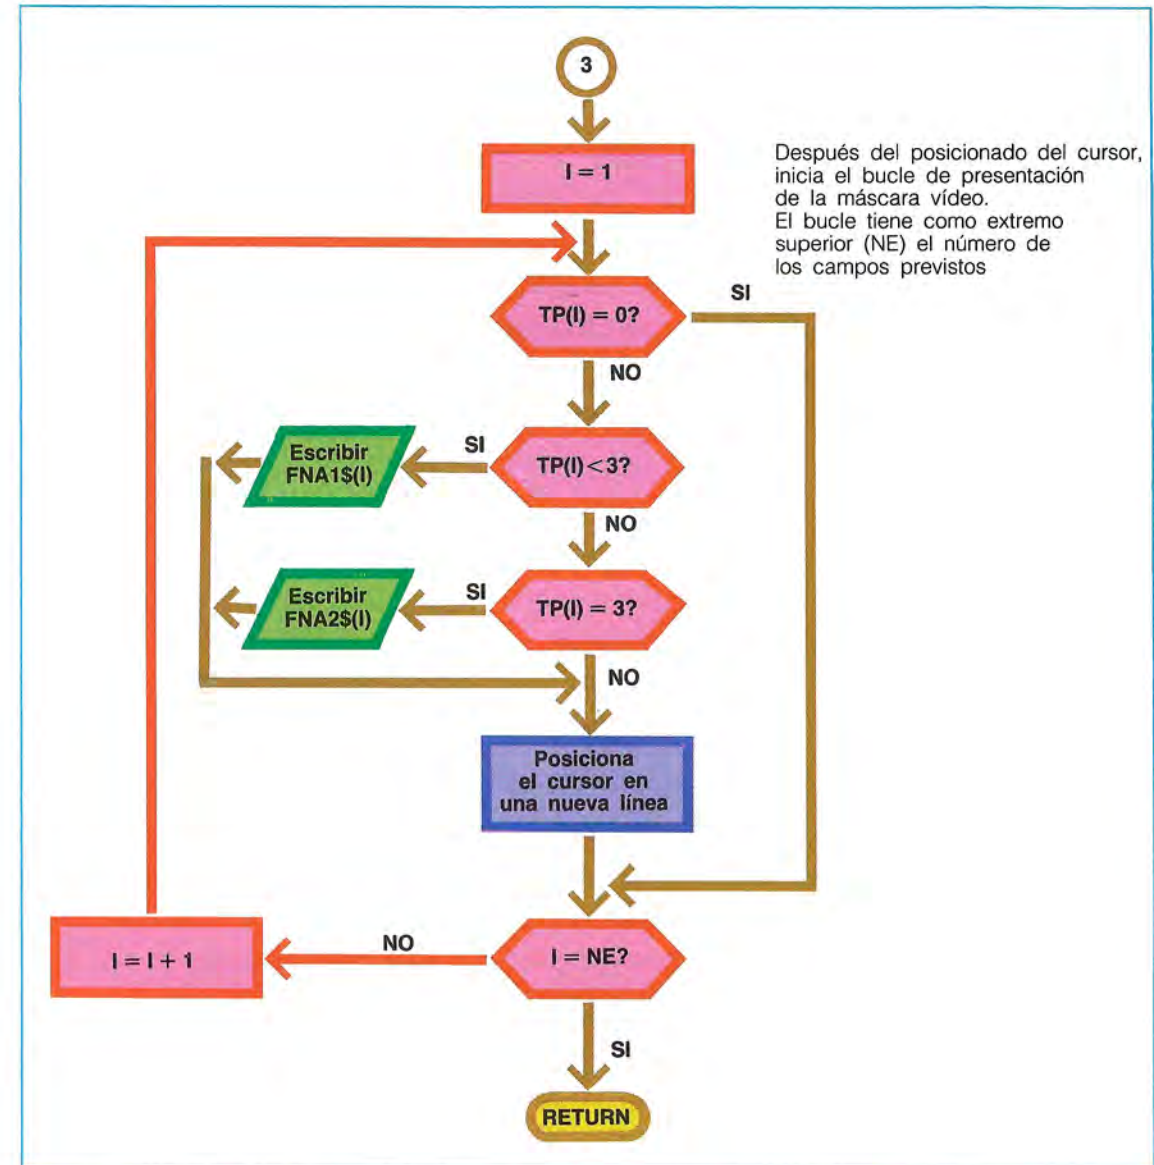 3
I = 1
Después del posicionado del cursor,
inicia el bucle de presentación
de la máscara vídeo.
El bucle tiene como extremo
superior (NE) el número de
los campos previstos
TP(I) = 0?
SI
NO
TP(I)<3?
SI
Escribir
FNA1$(I)
NO
TP(I) = 3?
SI
Escribir
FNA2$(I)
NO
Posiciona
el cursor en
una nueva línea
I = NE?
NO
I = I + 1
SI
RETURN